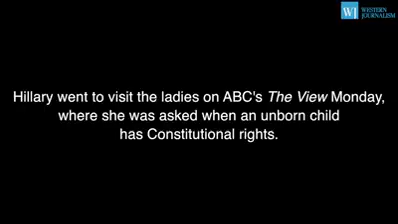 WJ WESTERN
JOURNALISM
Hillary went to visit the ladies on ABC's The View Monday,
where she was asked when an unborn child
has Constitutional rights.